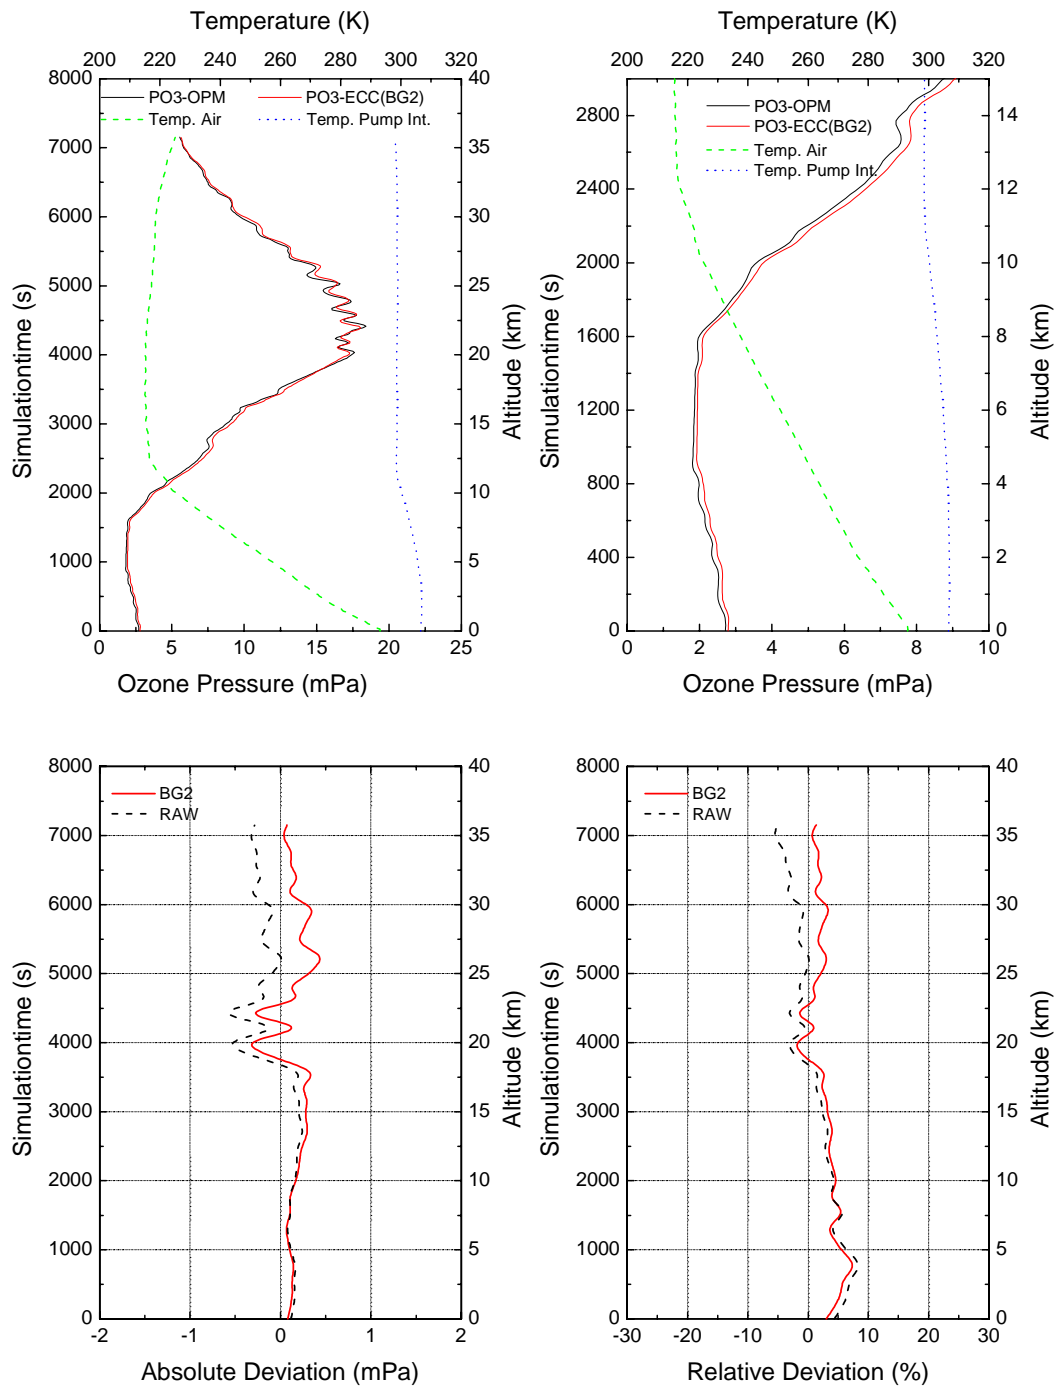 Temperature (K)
200 220 240 260 280 300 320
8000
7000
6000
5000
4000
3000
2000
1000
0
Simulationtime (s)
PO3-OPM
PO3-ECC(BG2)
Temp. Air
Temp. Pump Int.
40
35
30
25
20
15
10
5
0
Altitude (km)
0 5 10 15 20 25
Ozone Pressure (mPa)
Temperature (K)
200 220 240 260 280 300 320
2800
2400
2000
1600
1200
800
400
0
Simulationtime (s)
PO3-OPM
PO3-ECC(BG2)
Temp. Air
Temp. Pump Int.
14
12
10
8
6
4
2
0
Altitude (km)
0 2 4 6 8 10
Ozone Pressure (mPa)
8000
7000
6000
5000
4000
3000
2000
1000
0
Simulationtime (s)
BG2
RAW
40
35
30
25
20
15
10
5
0
Altitude (km)
-2 -1 0 1 2
Absolute Deviation (mPa)
8000
7000
6000
5000
4000
3000
2000
1000
0
Simulationtime (s)
BG2
RAW
40
35
30
25
20
15
10
5
0
Altitude (km)
-30 -20 -10 0 10 20 30
Relative Deviation (%)